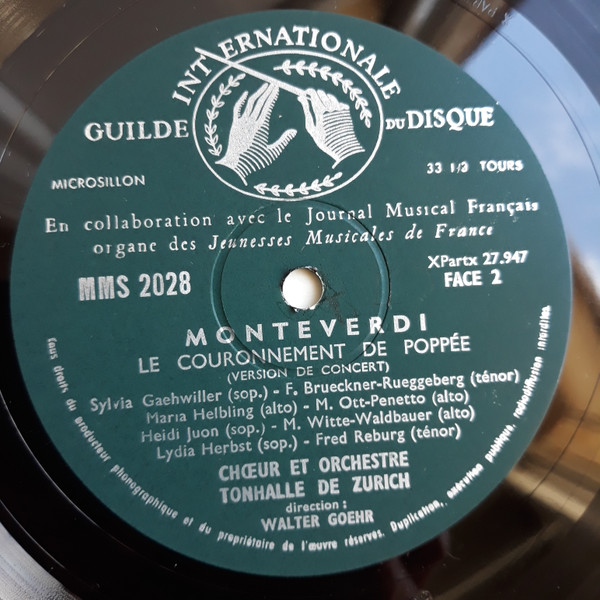 GUILDE INTERNATIONALE DU DISQUE
MICROSILLON
33 1/3 TOURS
En collaboration avec le Journal Musical Français
organe des Jeunesses Musicales de France
MMS 2028
XPartx 27.947
FACE 2
MONTEVERDI
LE COURONNEMENT DE POPPÉE
(VERSION DE CONCERT)
Sylvia Gaehwiller (sop.) - F. Brueckner-Rueggeberg (ténor)
Maria Helbling (alto) - M. Ott-Penetto (alto)
Heidi Juon (sop.) - M. Witte-Waldbauer (alto)
Lydia Herbst (sop.) - Fred Reburg (ténor)
CHŒUR ET ORCHESTRE
TONHALLE DE ZURICH
direction :
WALTER GOEHR
Tous droits du producteur phonographique et du propriétaire de l'œuvre réservés. Duplication, exécution publique, radiodiffusion interdites